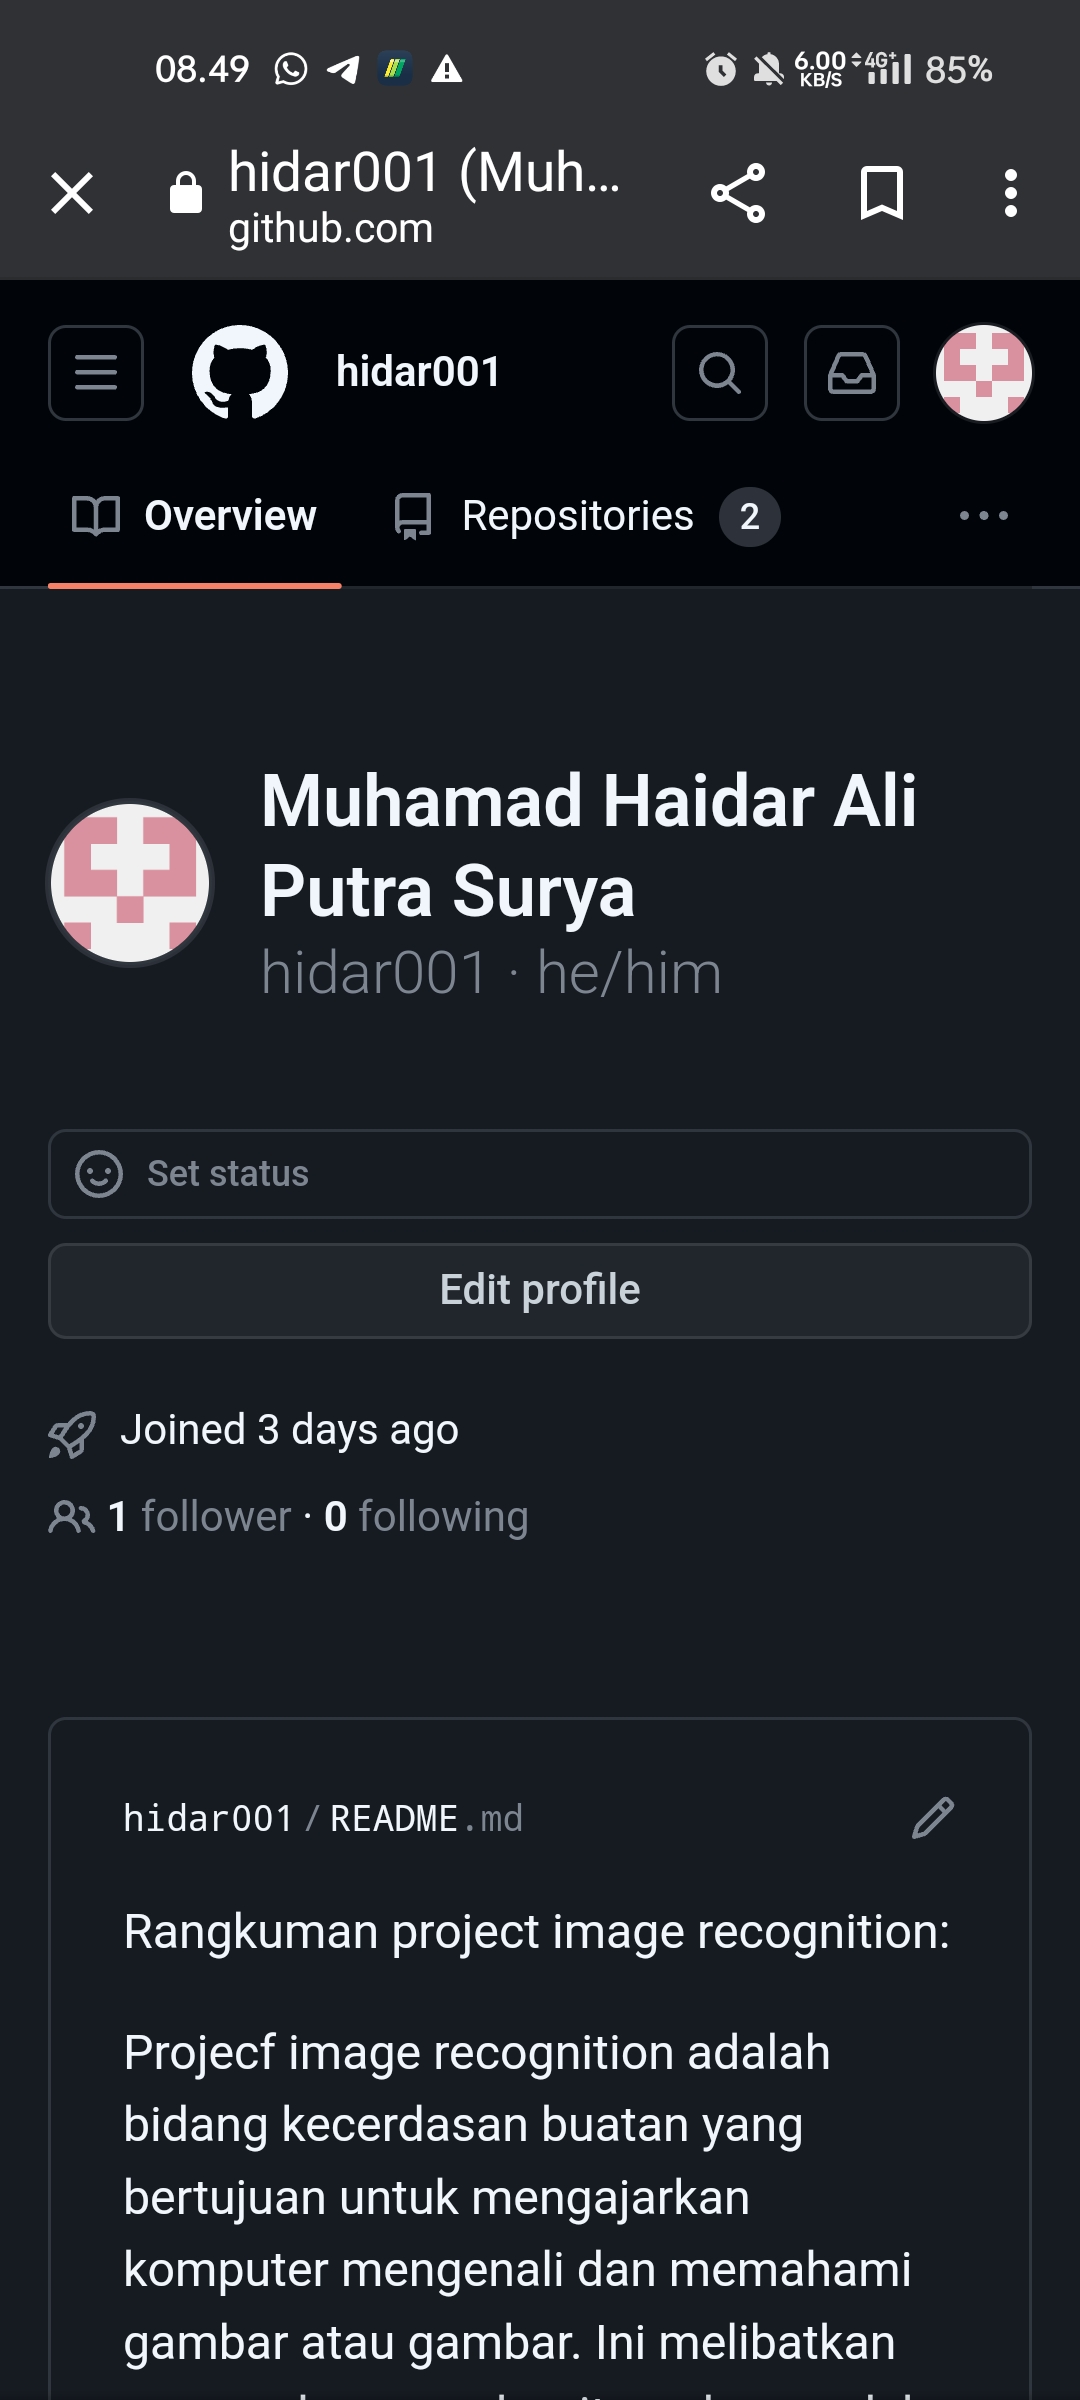 08.49
6.00 KB/S
4G+
85%
hidar001 (Muh...
github.com
hidar001
Overview
Repositories 2
Muhamad Haidar Ali
Putra Surya
hidar001 · he/him
Set status
Edit profile
Joined 3 days ago
1 follower · 0 following
hidar001/README.md
Rangkuman project image recognition:
Projecf image recognition adalah
bidang kecerdasan buatan yang
bertujuan untuk mengajarkan
komputer mengenali dan memahami
gambar atau gambar. Ini melibatkan